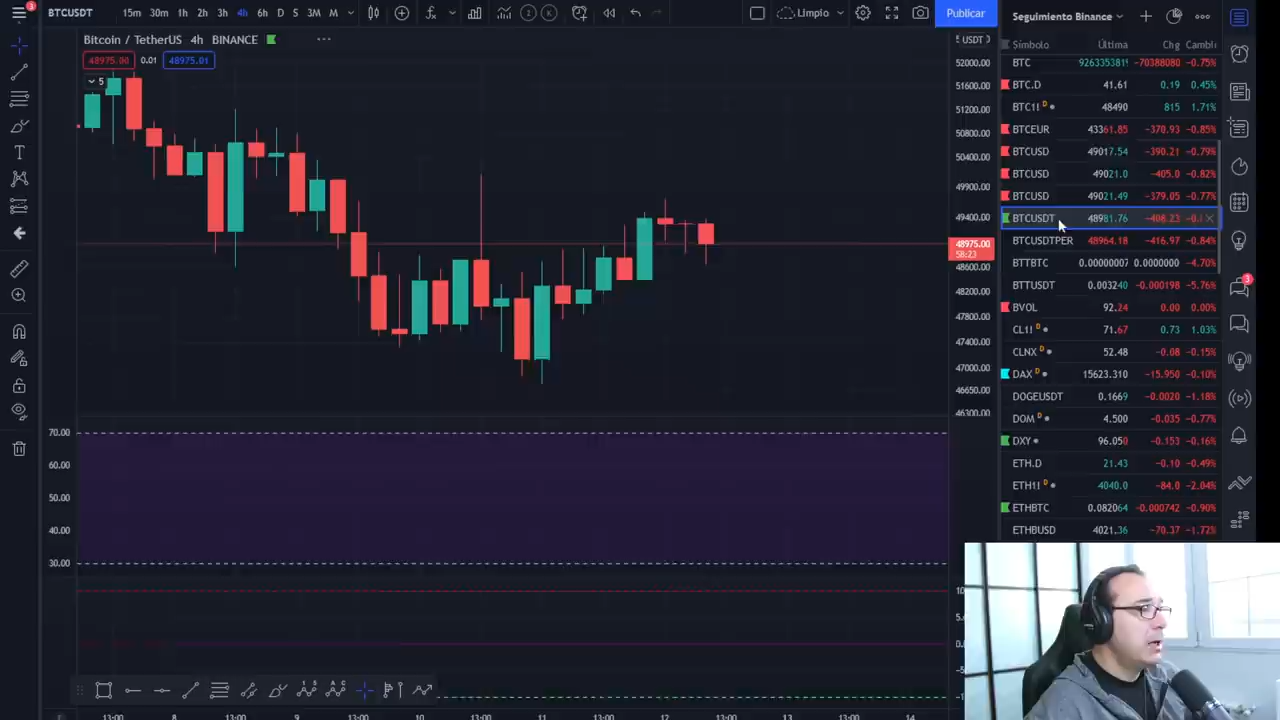 3
BTCUSDT 15m 30m 1h 2h 3h 4h 6h D S 3M M Limpio Publicar Seguimiento Binance
Bitcoin / TetherUS 4h BINANCE
48975.00 0.01 48975.01
5
USDT
52000.00
51600.00
51200.00
50800.00
50400.00
49900.00
49400.00
48975.00
58:23
48600.00
48200.00
47800.00
47400.00
47000.00
46650.00
46300.00
70.00
60.00
50.00
40.00
30.00
13:00 8 13:00 9 13:00 10 13:00 11 13:00 12 13:00 13 13:00 14
Símbolo Última Chg Cambi
BTC -70388080 -0.75%
BTC.D 41.61 0.19 0.45%
BTC1! D 48490 815 1.71%
BTCEUR 43361.85 -370.93 -0.85%
BTCUSD 49017.54 -390.21 -0.79%
BTCUSD 49021.0 -405.0 -0.82%
BTCUSD 49021.49 -379.05 -0.77%
BTCUSDT 48981.76 -408.23
BTCUSDTPER 48964.18 -416.97 -0.84%
BTTBTC 0.00000007 0.0000000 -4.70%
BTTUSDT 0.003240 -0.000198 -5.76%
BVOL 92.24 0.00 0.00%
CL1! D 71.67 0.73 1.03%
CLNX D 52.48 -0.08 -0.15%
DAX D 15623.310 -15.950 -0.10%
DOGEUSDT 0.1669 -0.0020 -1.18%
DOM D 4.500 -0.035 -0.77%
DXY 96.050 -0.153 -0.16%
ETH.D 21.43 -0.10 -0.49%
ETH1! D 4040.0 -84.0 -2.04%
ETHBTC 0.082064 -0.000742 -0.90%
ETHBUSD 4021.36 -70.37 -1.72%
3